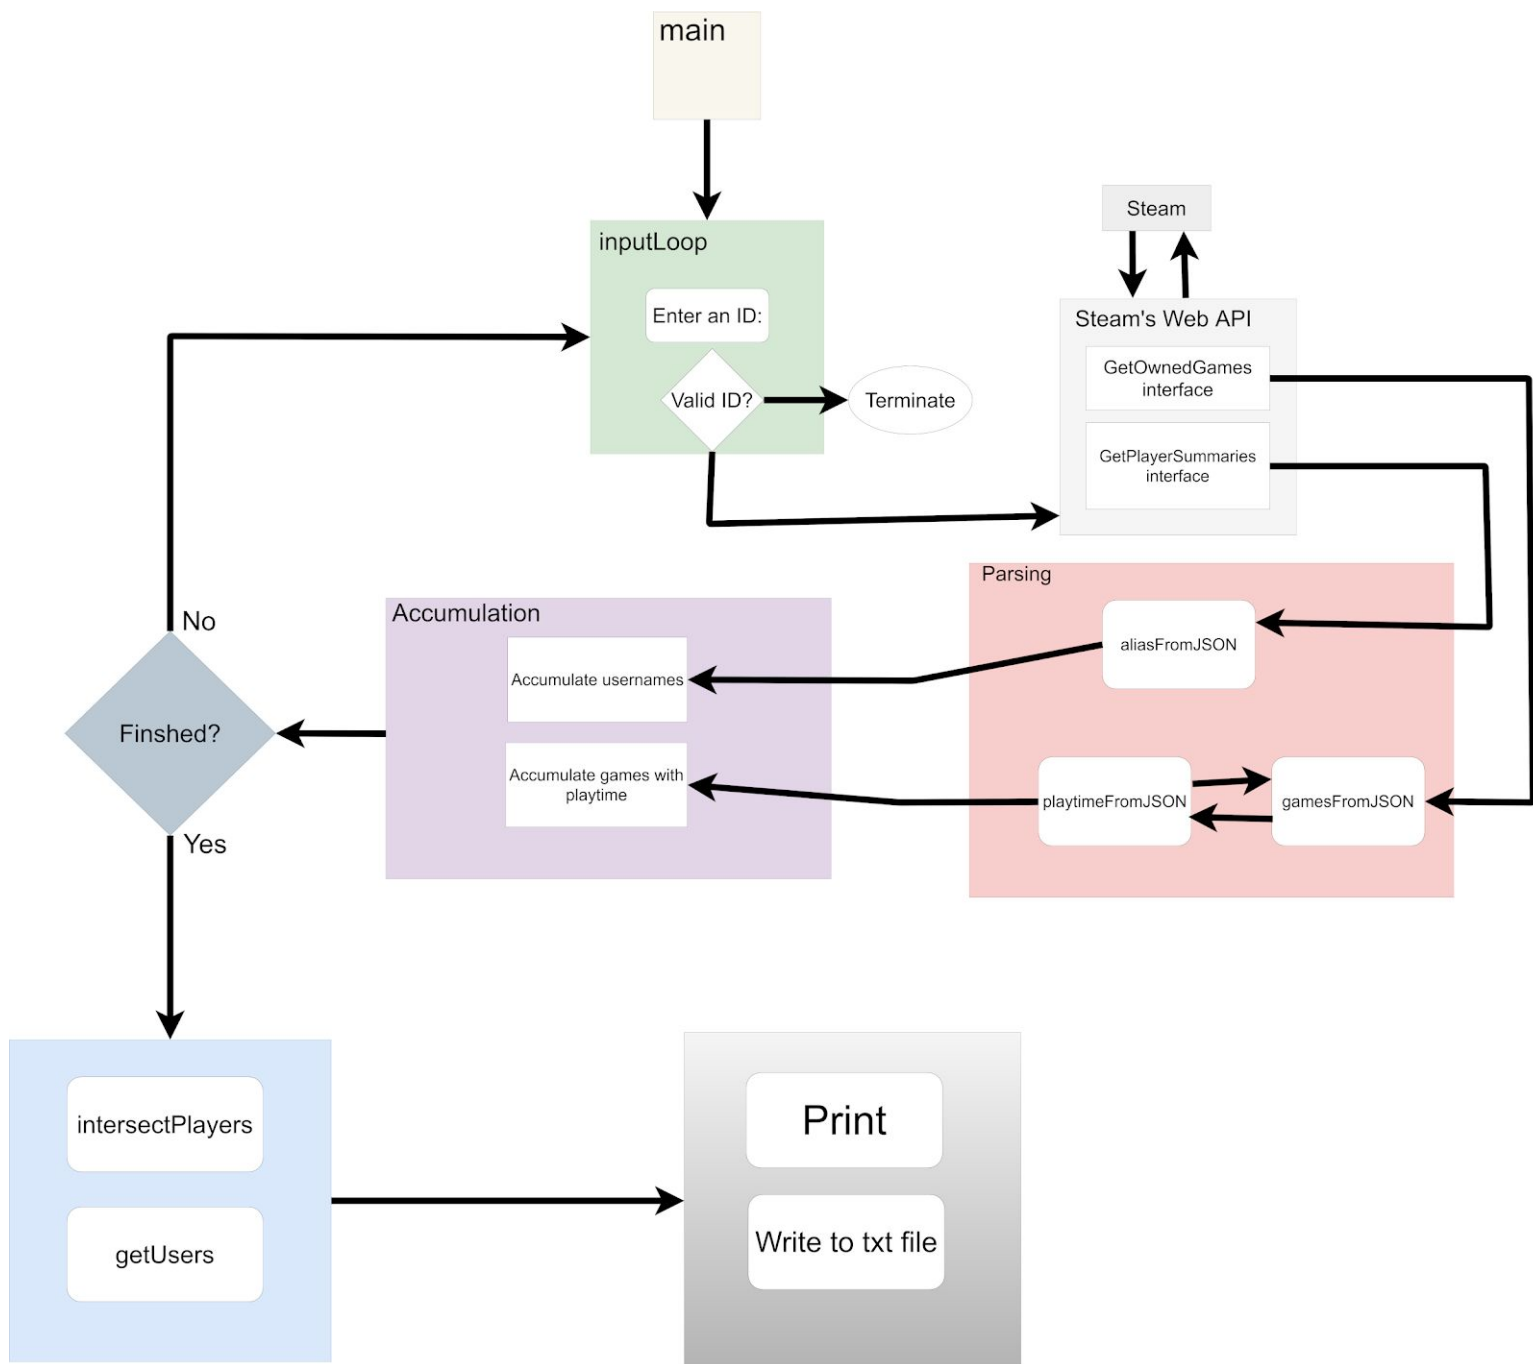 main
Steam
inputLoop
Enter an ID:
Valid ID?
Terminate
Steam's Web API
GetOwnedGames
interface
GetPlayerSummaries
interface
Parsing
aliasFromJSON
playtimeFromJSON
gamesFromJSON
Accumulation
Accumulate usernames
Accumulate games with
playtime
No
Finshed?
Yes
intersectPlayers
getUsers
Print
Write to txt file